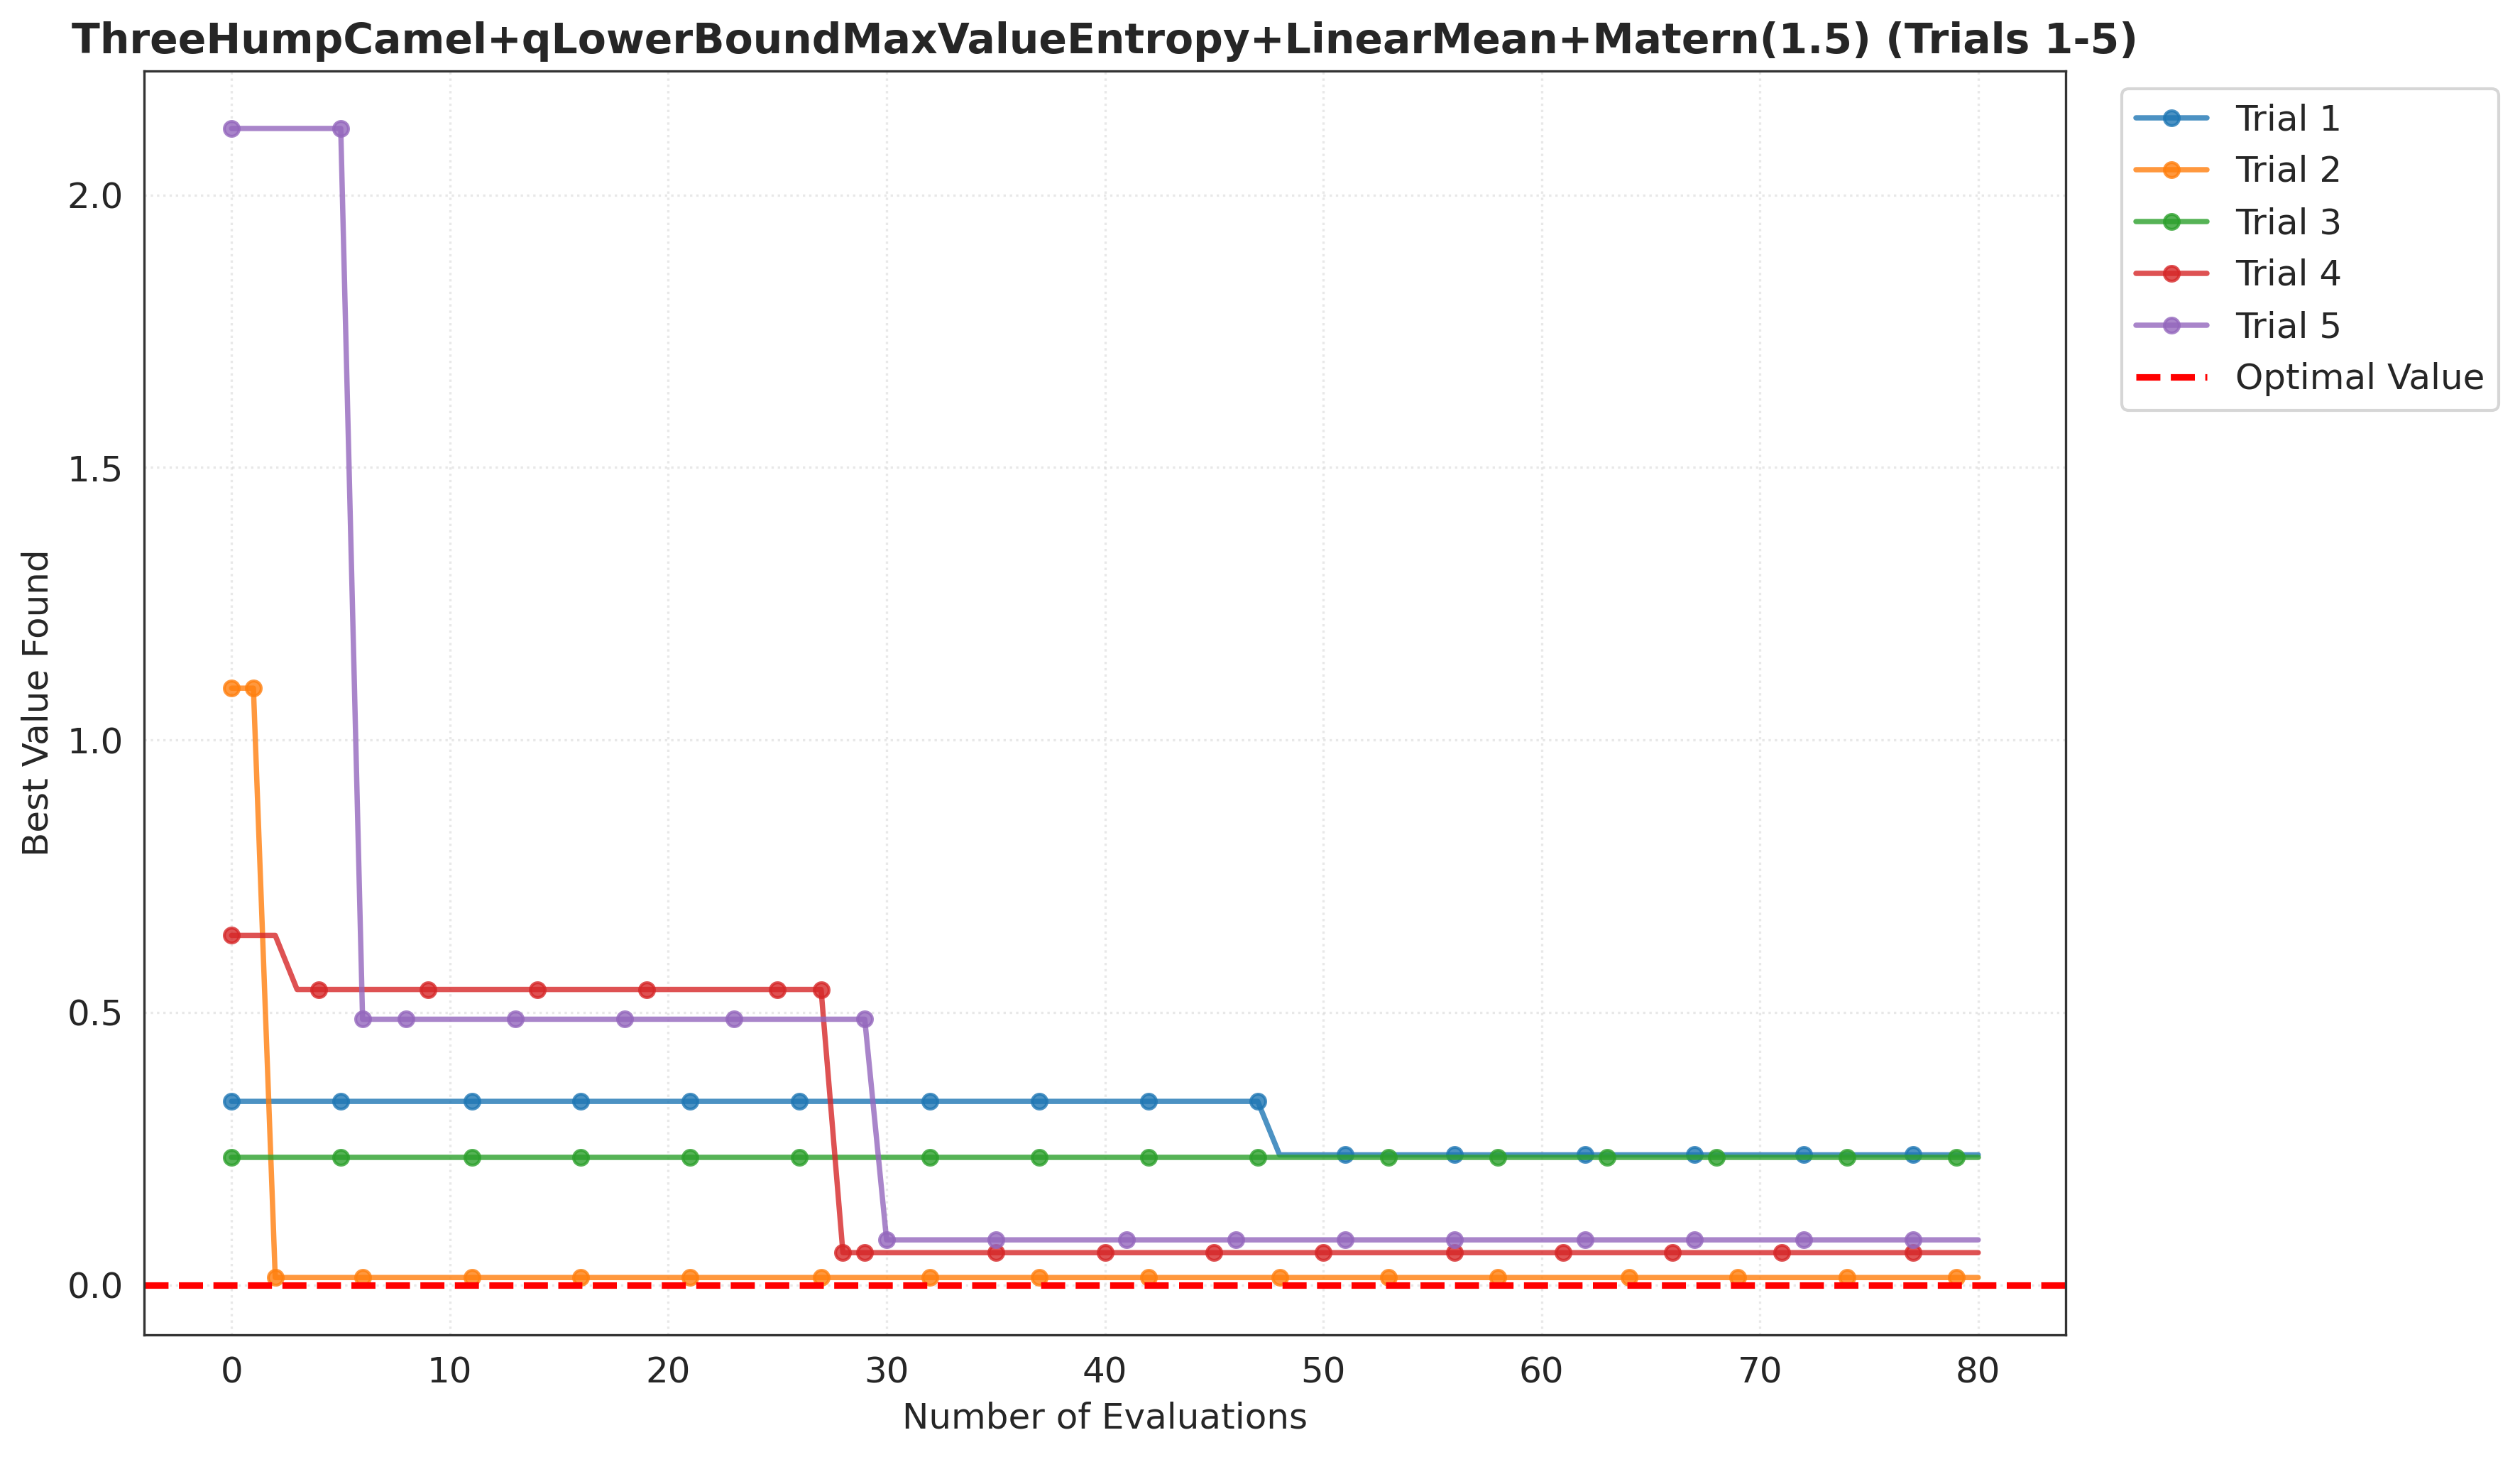 ThreeHumpCamel+qLowerBoundMaxValueEntropy+LinearMean+Matern(1.5) (Trials 1-5)
Trial 1
Trial 2
Trial 3
Trial 4
Trial 5
Optimal Value
Best Value Found
2.0
1.5
1.0
0.5
0.0
0 10 20 30 40 50 60 70 80
Number of Evaluations